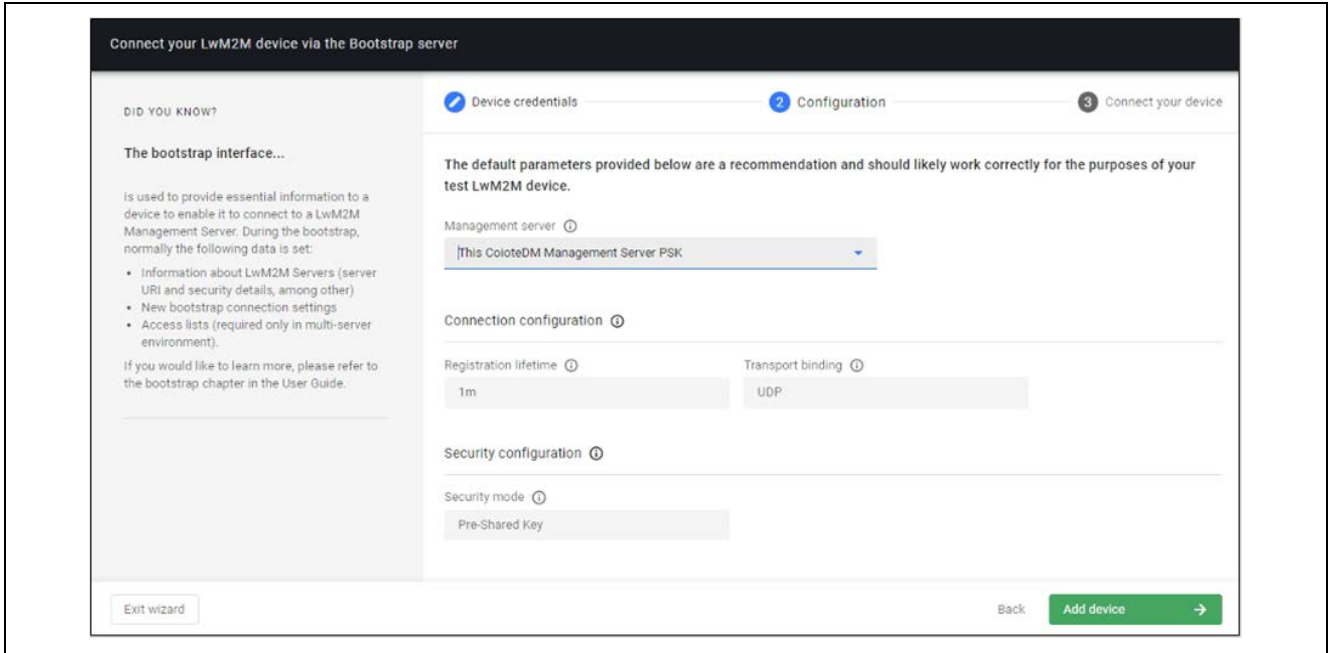 Connect your LwM2M device via the Bootstrap server
DID YOU KNOW?
The bootstrap interface...
is used to provide essential information to a
device to enable it to connect to a LwM2M
Management Server. During the bootstrap,
normally the following data is set:
• Information about LwM2M Servers (server
URI and security details, among other)
• New bootstrap connection settings
• Access lists (required only in multi-server
environment).
If you would like to learn more, please refer to
the bootstrap chapter in the User Guide.
Device credentials
2 Configuration
3 Connect your device
The default parameters provided below are a recommendation and should likely work correctly for the purposes of your
test LwM2M device.
Management server
This CoioteDM Management Server PSK
Connection configuration
Registration lifetime
1m
Transport binding
UDP
Security configuration
Security mode
Pre-Shared Key
Exit wizard
Back
Add device